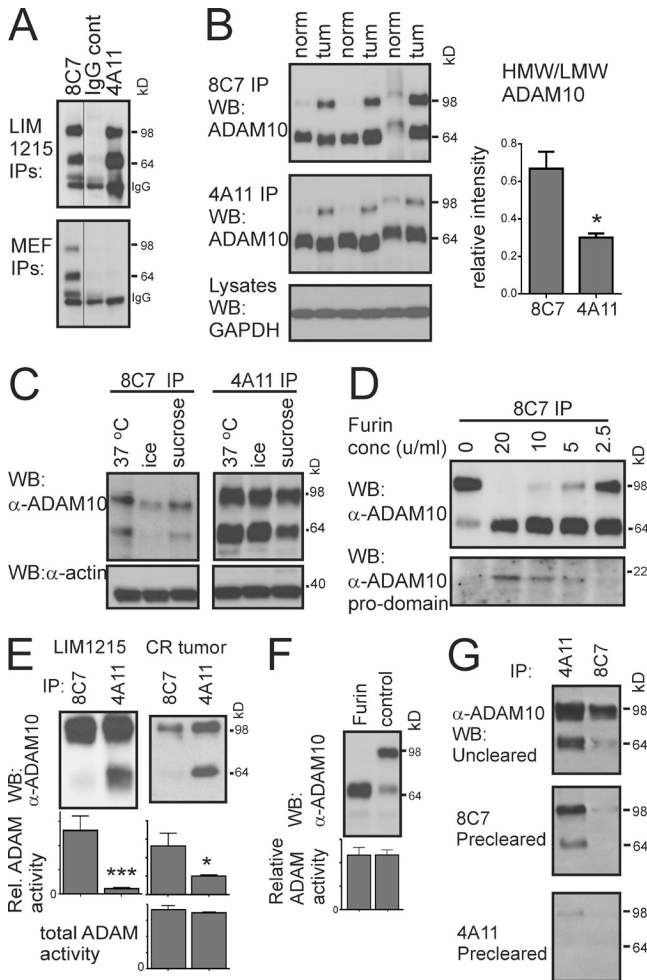 A
8C7
IgG cont
4A11
kD
LIM
1215
IPs:
98
64
IgG
MEF
IPs:
98
64
IgG
B
norm
tum
norm
tum
norm
tum
kD
8C7 IP
WB:
ADAM10
98
64
4A11 IP
WB:
ADAM10
98
64
Lysates
WB:
GAPDH
HMW/LMW
ADAM10
relative intensity
0.8
0.6
0.4
0.2
0.0
*
8C7
4A11
C
8C7 IP
4A11 IP
37 ºC
ice
sucrose
37 ºC
ice
sucrose
kD
WB:
α-ADAM10
98
64
WB:α-actin
40
D
8C7 IP
Furin
conc (u/ml)
0
20
10
5
2.5
kD
WB:
α-ADAM10
98
64
WB:
α-ADAM10
pro-domain
22
E
LIM1215
CR tumor
IP:
8C7
4A11
8C7
4A11
kD
WB:
α-ADAM10
98
64
Rel. ADAM
activity
0
***
*
total ADAM
activity
0
F
Furin
control
kD
WB: α-ADAM10
98
64
Relative
ADAM
activity
0
G
IP:
4A11
8C7
kD
α-ADAM10
WB:
Uncleared
98
64
8C7
Precleared
98
64
4A11
Precleared
98
64